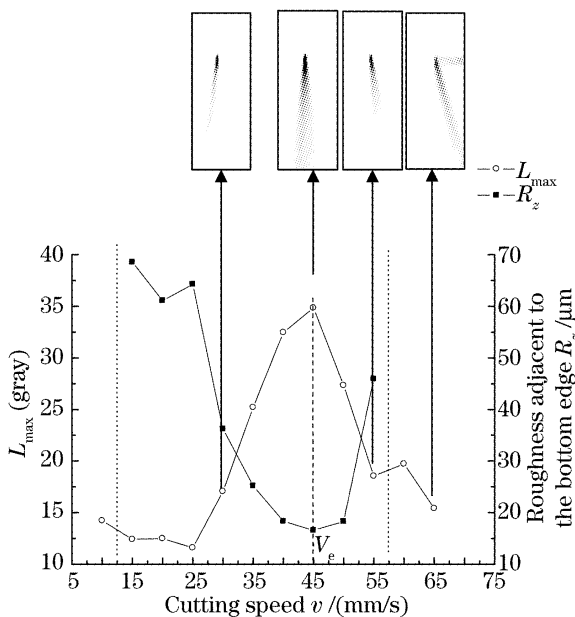 L_max
R_z
40
35
30
25
20
15
10
L_max (gray)
70
60
50
40
30
20
10
Roughness adjacent to
the bottom edge R_z /μm
V_e
5 15 25 35 45 55 65 75
Cutting speed v /(mm/s)